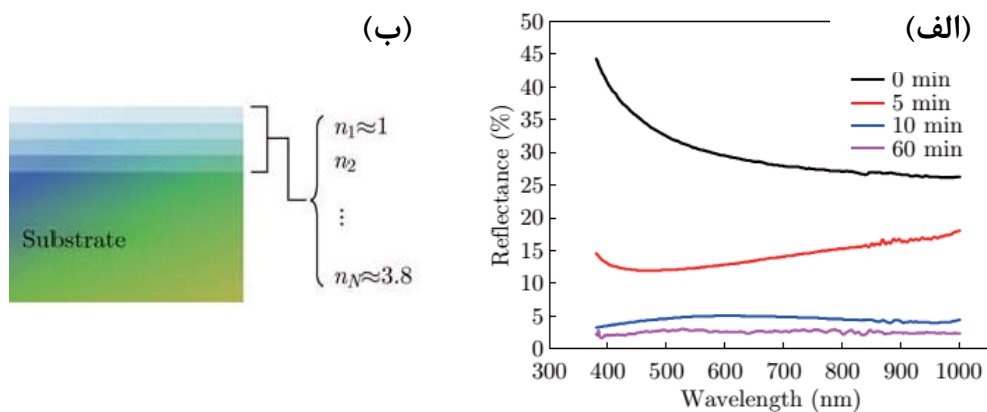 (ب)
n₁≈1
n₂
⋮
n_N≈3.8
Substrate
(الف)
50
45
40
35
30
25
20
15
10
5
0
Reflectance (%)
0 min
5 min
10 min
60 min
300 400 500 600 700 800 900 1000
Wavelength (nm)